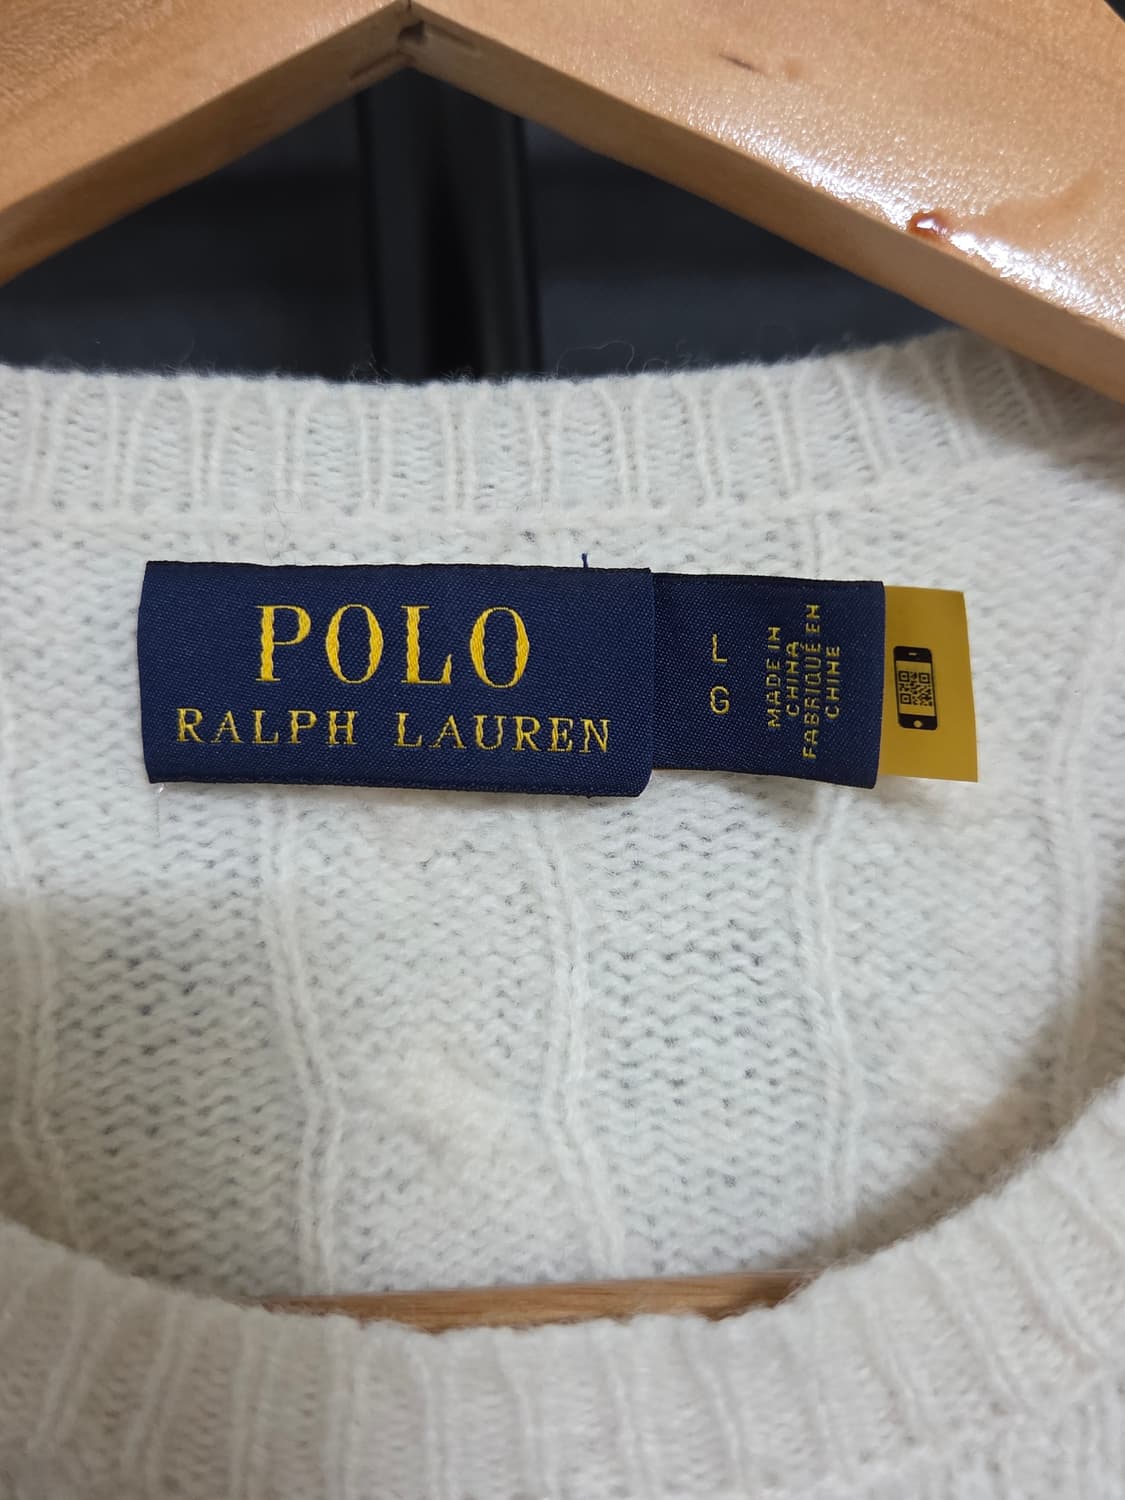 POLO
RALPH LAUREN
L
G
MADE IN
CHINA
FABRIQUÉ EN
CHINE